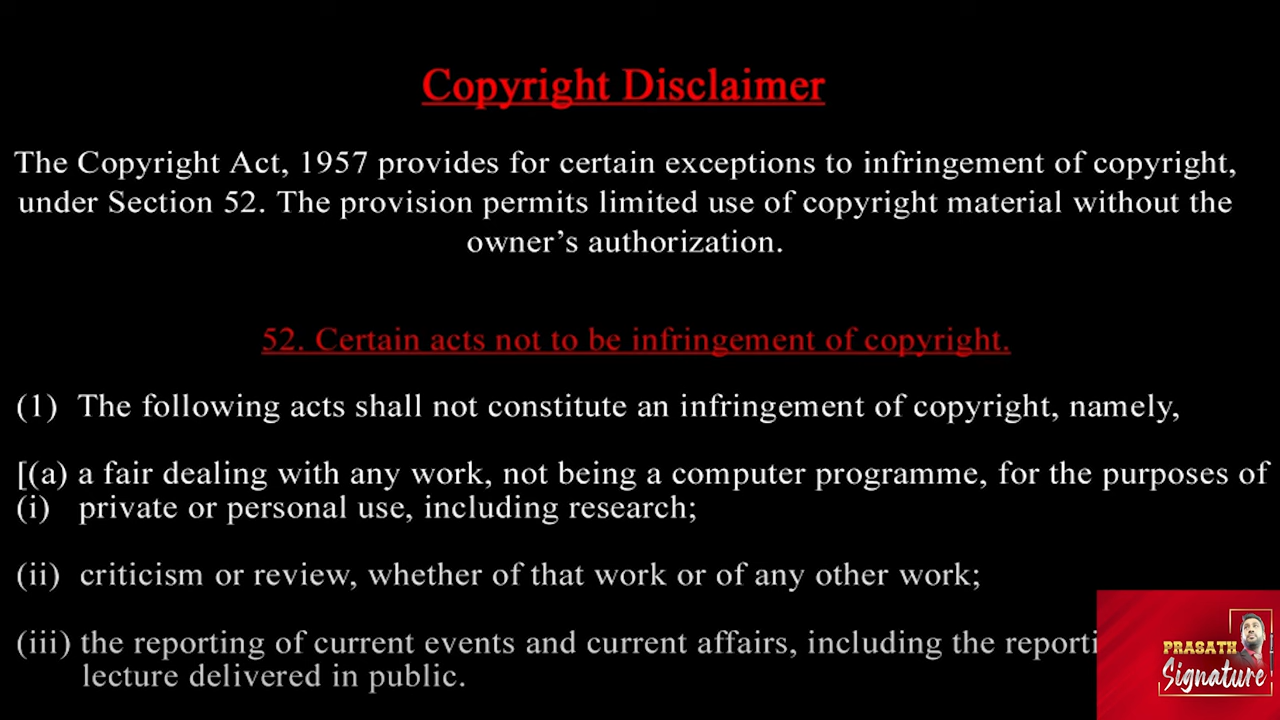 Copyright Disclaimer
The Copyright Act, 1957 provides for certain exceptions to infringement of copyright,
under Section 52. The provision permits limited use of copyright material without the
owner’s authorization.
52. Certain acts not to be infringement of copyright.
(1) The following acts shall not constitute an infringement of copyright, namely,
[(a) a fair dealing with any work, not being a computer programme, for the purposes of
(i) private or personal use, including research;
(ii) criticism or review, whether of that work or of any other work;
(iii) the reporting of current events and current affairs, including the
lecture delivered in public.
PRASATH
Signature